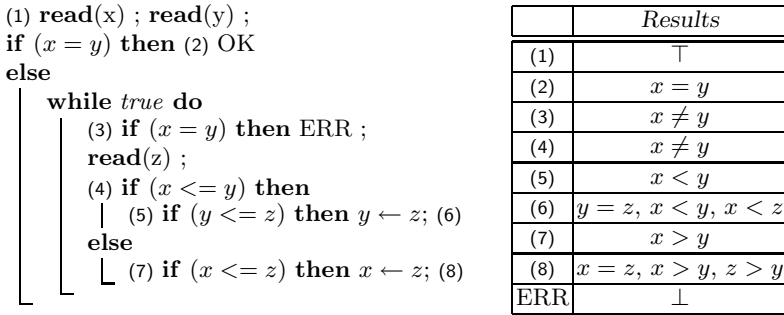 (1) read(x) ; read(y) ;
if (x = y) then (2) OK
else
while true do
(3) if (x = y) then ERR ;
read(z) ;
(4) if (x <= y) then
(5) if (y <= z) then y ← z; (6)
else
(7) if (x <= z) then x ← z; (8)
Results
(1) ⊤
(2) x = y
(3) x ≠ y
(4) x ≠ y
(5) x < y
(6) y = z, x < y, x < z
(7) x > y
(8) x = z, x > y, z > y
ERR ⊥